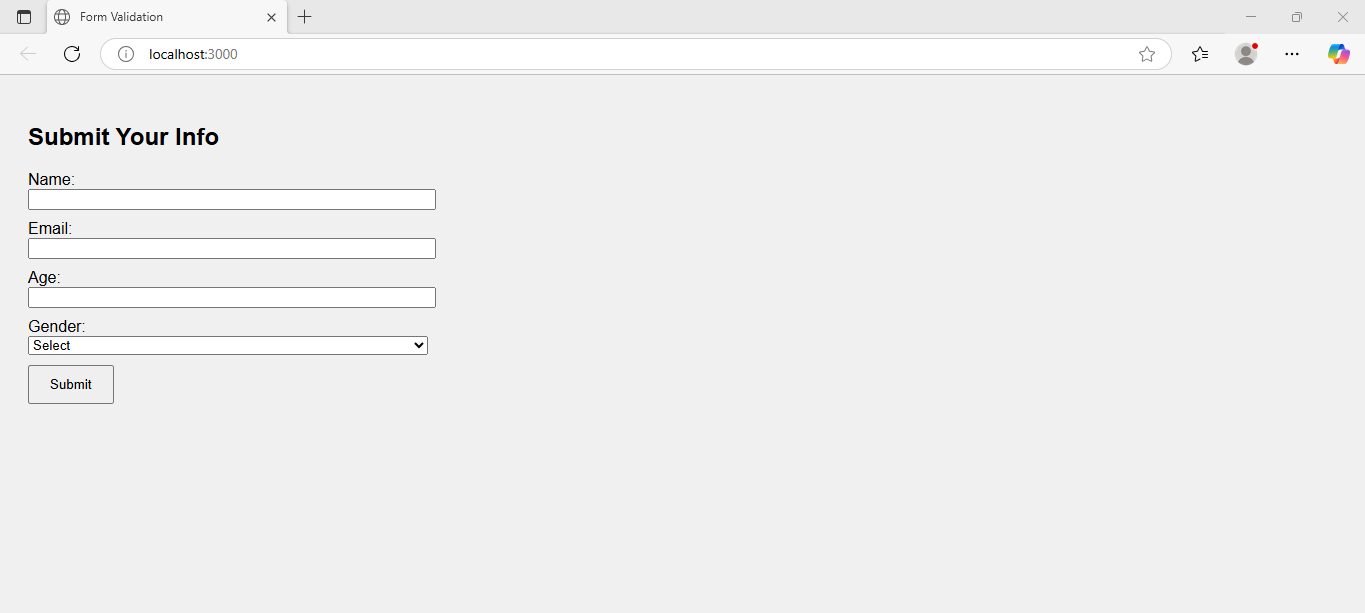 Form Validation
localhost:3000
Submit Your Info
Name:
Email:
Age:
Gender:
Select
Submit